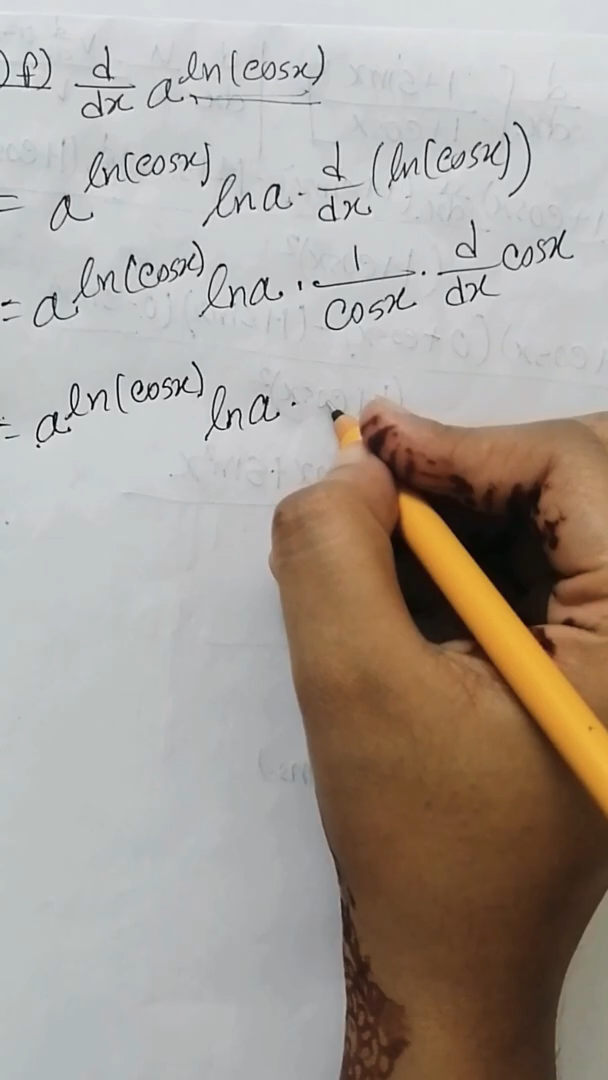 )f) d/dx a^ln(cosx)
= a^ln(cosx) lna · d/dx (ln(cosx))
= a^ln(cosx) lna · 1/cosx · d/dx cosx
= a^ln(cosx) lna ·